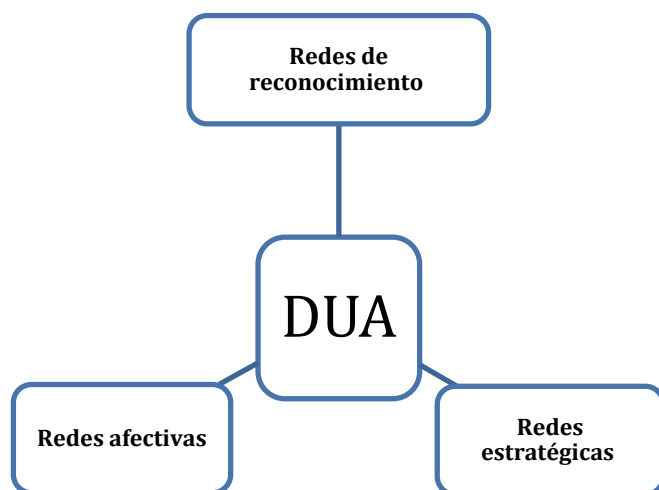 Redes de
reconocimiento
DUA
Redes afectivas
Redes
estratégicas